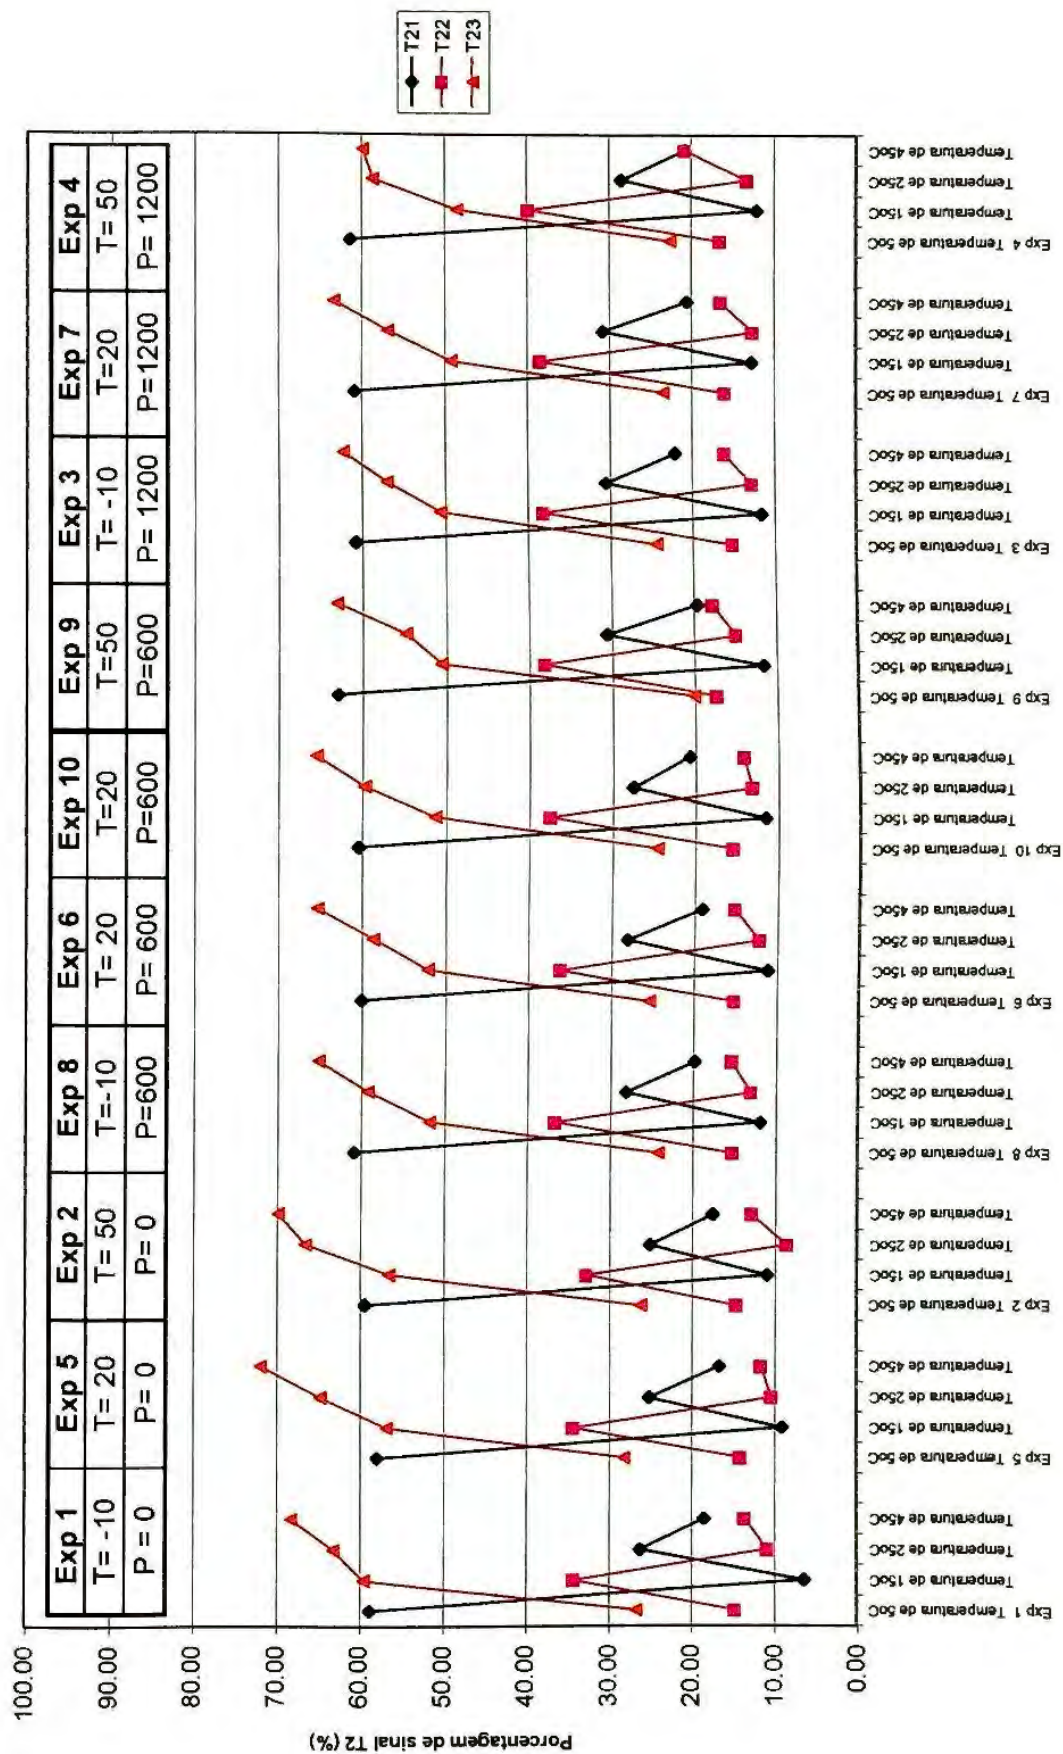 Exp 1 Exp 5 Exp 2 Exp 8 Exp 6 Exp 10 Exp 9 Exp 3 Exp 7 Exp 4
T= -10 T= 20 T= 50 T=-10 T= 20 T=20 T=50 T= -10 T=20 T= 50
P = 0 P= 0 P= 0 P=600 P= 600 P=600 P=600 P= 1200 P=1200 P= 1200
T21
T22
T23
Porcentagem de sinal T2 (%)
100.00
90.00
80.00
70.00
60.00
50.00
40.00
30.00
20.00
10.00
0.00
Exp 1 Temperatura de 5oC
Temperatura de 15oC
Temperatura de 25oC
Temperatura de 45oC
Exp 5 Temperatura de 5oC
Temperatura de 15oC
Temperatura de 25oC
Temperatura de 45oC
Exp 2 Temperatura de 5oC
Temperatura de 15oC
Temperatura de 25oC
Temperatura de 45oC
Exp 8 Temperatura de 5oC
Temperatura de 15oC
Temperatura de 25oC
Temperatura de 45oC
Exp 6 Temperatura de 5oC
Temperatura de 15oC
Temperatura de 25oC
Temperatura de 45oC
Exp 10 Temperatura de 5oC
Temperatura de 15oC
Temperatura de 25oC
Temperatura de 45oC
Exp 9 Temperatura de 5oC
Temperatura de 15oC
Temperatura de 25oC
Temperatura de 45oC
Exp 3 Temperatura de 5oC
Temperatura de 15oC
Temperatura de 25oC
Temperatura de 45oC
Exp 7 Temperatura de 5oC
Temperatura de 15oC
Temperatura de 25oC
Temperatura de 45oC
Exp 4 Temperatura de 5oC
Temperatura de 15oC
Temperatura de 25oC
Temperatura de 45oC